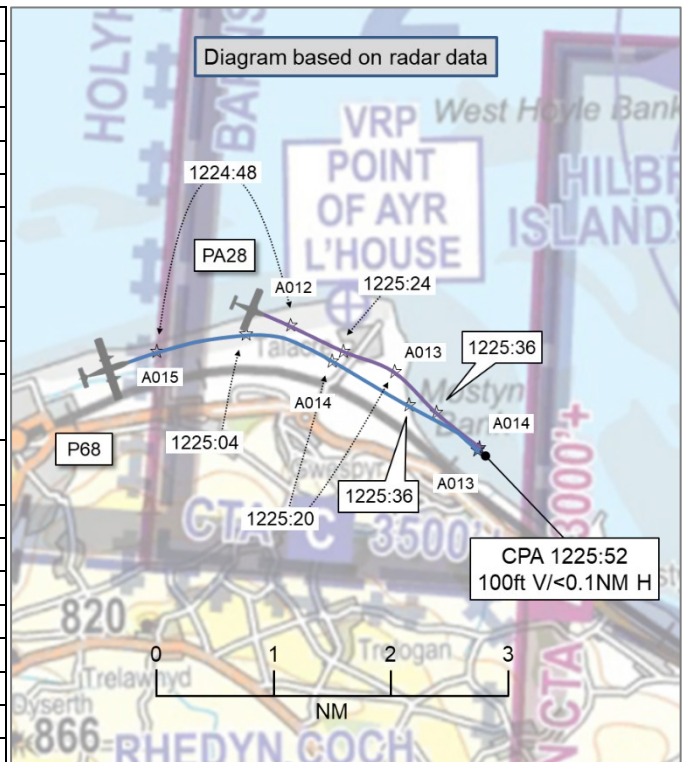 Diagram based on radar data
West Hoyle Bank
VRP
POINT
OF AYR
L'HOUSE
1224:48
PA28
A012
1225:24
A013
1225:36
A015
Talacre
A014
Mostyn
Bank
A014
P68
1225:04
Gwespyr
A013
1225:36
1225:20
CTA C 3500'+
3000'+
CPA 1225:52
100ft V/<0.1NM H
820
Trelogan
0 1 2 3
NM
Trelawnyd
Dyserth
866
RHEDYN COCH
N CTA